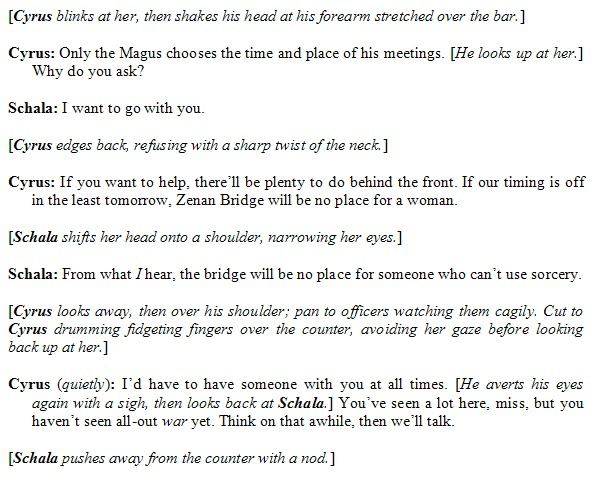 [Cyrus blinks at her, then shakes his head at his forearm stretched over the bar.]
Cyrus: Only the Magus chooses the time and place of his meetings. [He looks up at her.]
Why do you ask?
Schala: I want to go with you.
[Cyrus edges back, refusing with a sharp twist of the neck.]
Cyrus: If you want to help, there’ll be plenty to do behind the front. If our timing is off
in the least tomorrow, Zenan Bridge will be no place for a woman.
[Schala shifts her head onto a shoulder, narrowing her eyes.]
Schala: From what I hear, the bridge will be no place for someone who can’t use sorcery.
[Cyrus looks away, then over his shoulder; pan to officers watching them cagily. Cut to
Cyrus drumming fidgeting fingers over the counter, avoiding her gaze before looking
back up at her.]
Cyrus (quietly): I’d have to have someone with you at all times. [He averts his eyes
again with a sigh, then looks back at Schala.] You’ve seen a lot here, miss, but you
haven’t seen all-out war yet. Think on that awhile, then we’ll talk.
[Schala pushes away from the counter with a nod.]